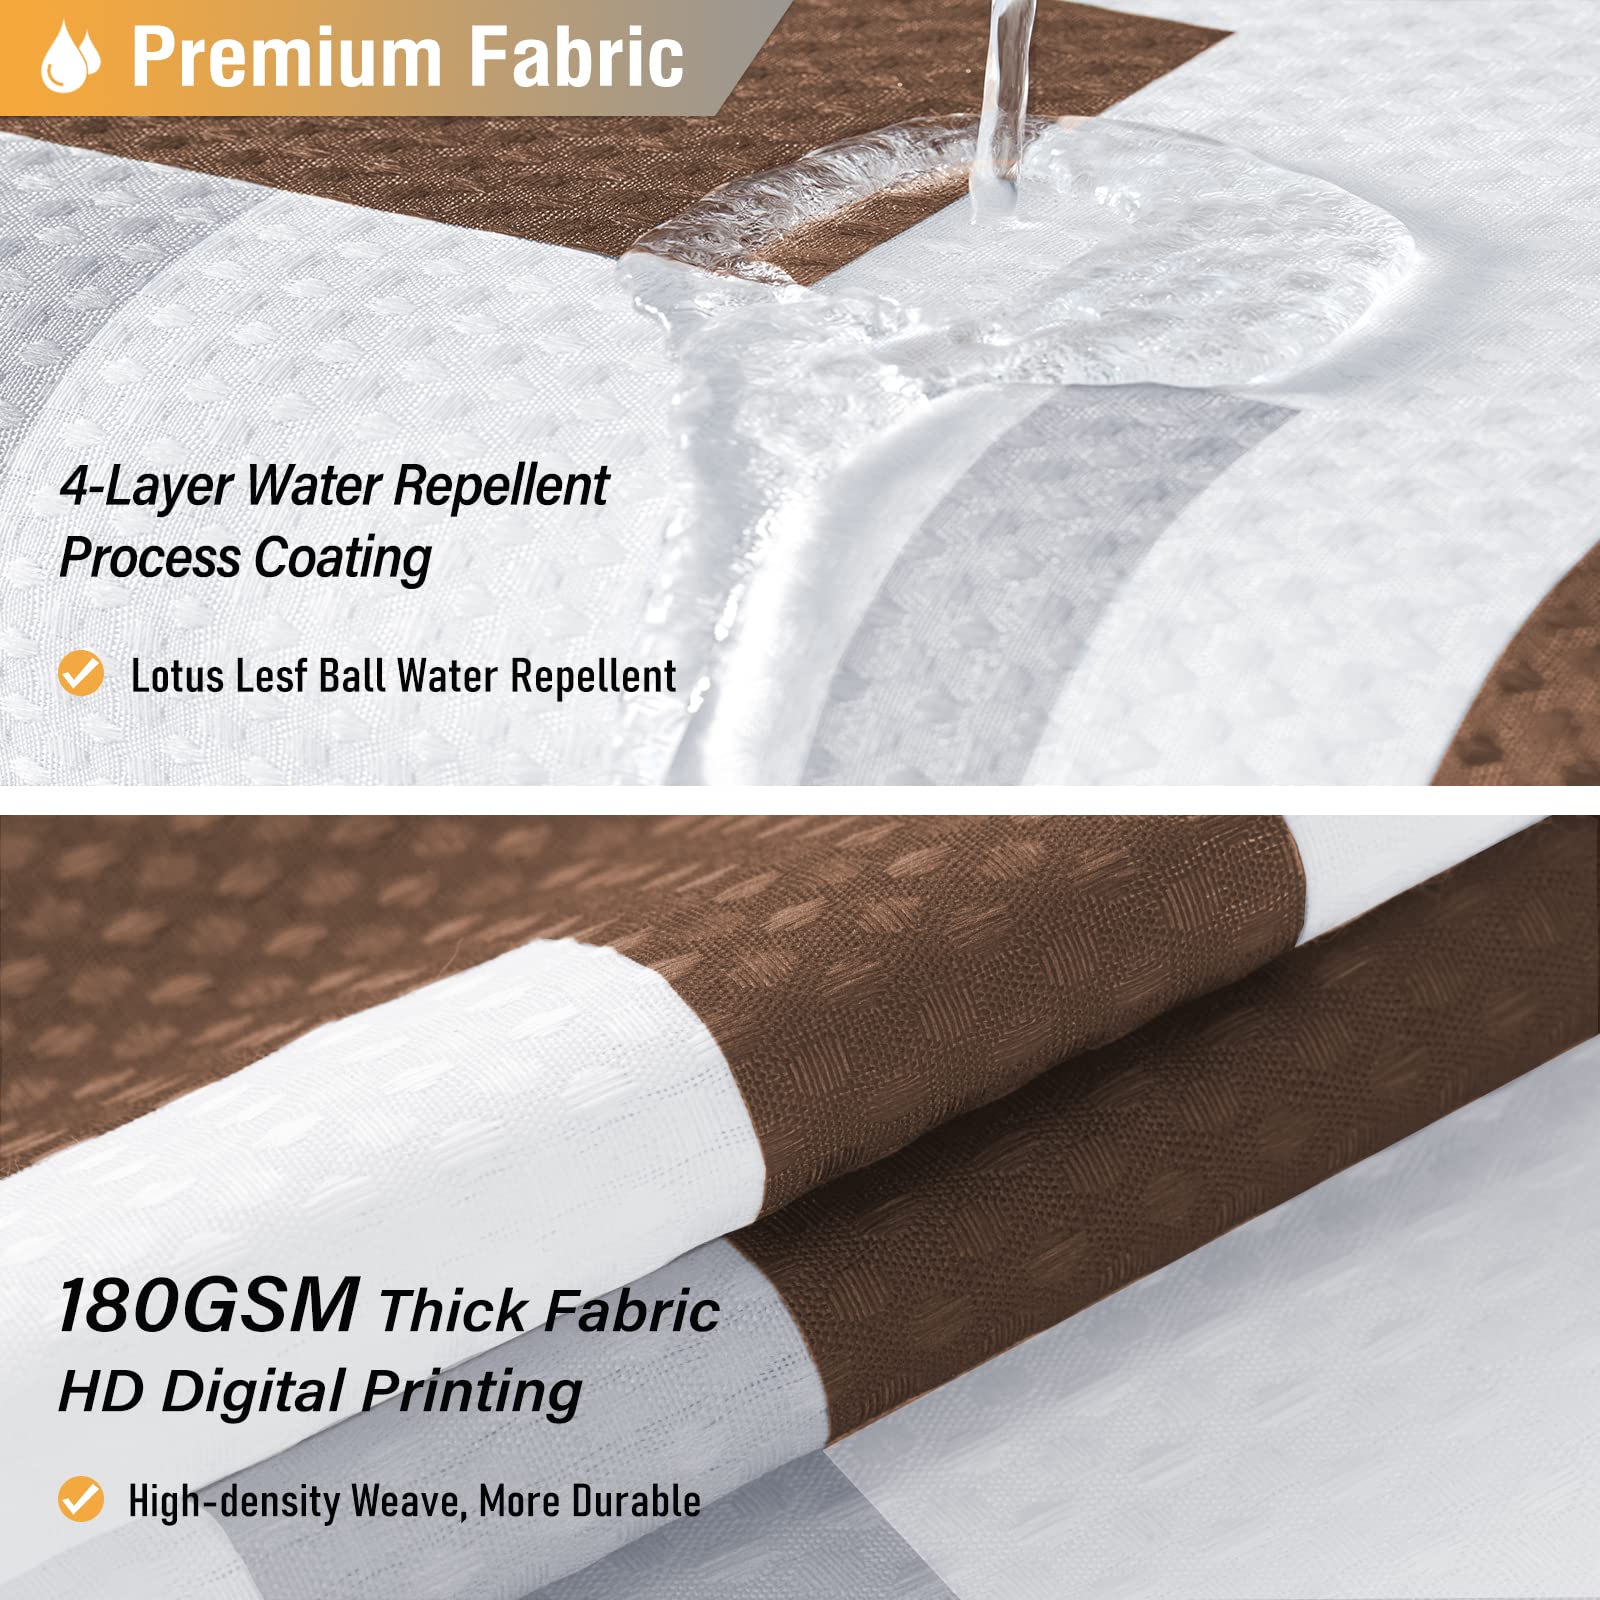 Premium Fabric
4-Layer Water Repellent
Process Coating
Lotus Lesf Ball Water Repellent
180GSM Thick Fabric
HD Digital Printing
High-density Weave, More Durable